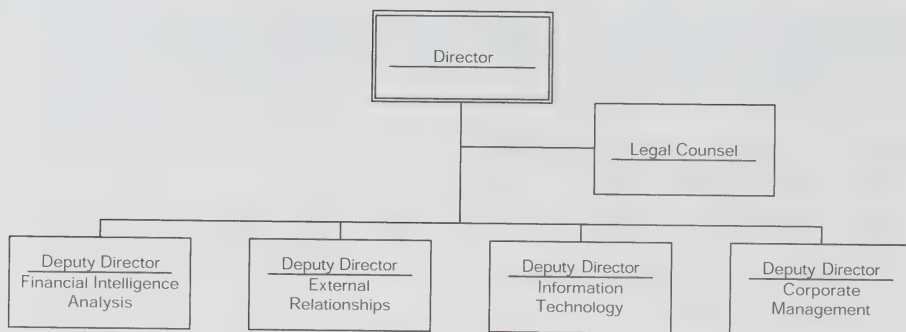 Director
Legal Counsel
Deputy Director
Financial Intelligence
Analysis
Deputy Director
External
Relationships
Deputy Director
Information
Technology
Deputy Director
Corporate
Management